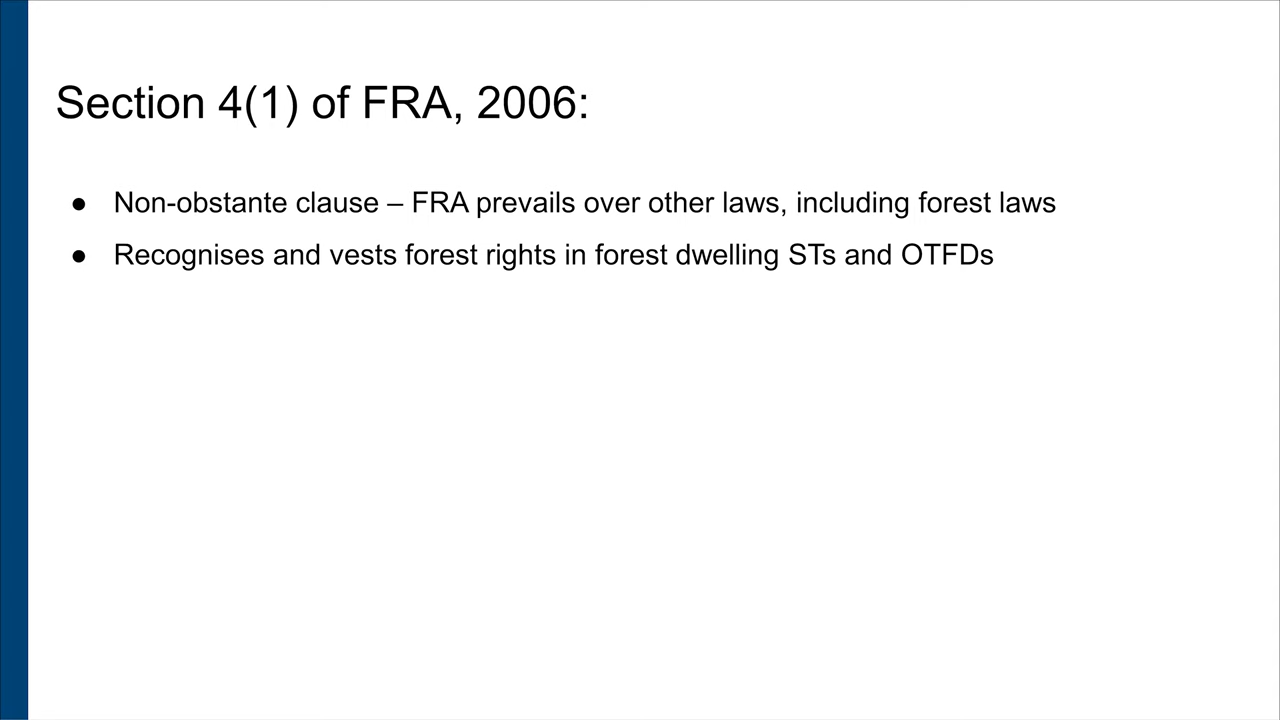 Section 4(1) of FRA, 2006:
● Non-obstante clause – FRA prevails over other laws, including forest laws
● Recognises and vests forest rights in forest dwelling STs and OTFDs